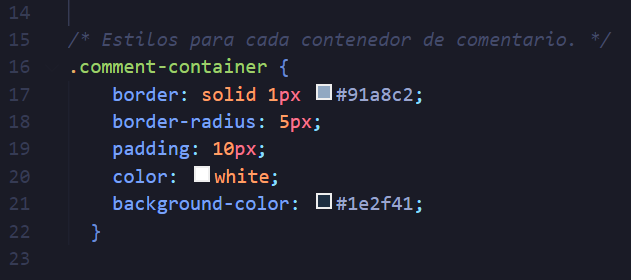 14
15 /* Estilos para cada contenedor de comentario. */
16 .comment-container {
17 border: solid 1px #91a8c2;
18 border-radius: 5px;
19 padding: 10px;
20 color: white;
21 background-color: #1e2f41;
22 }
23